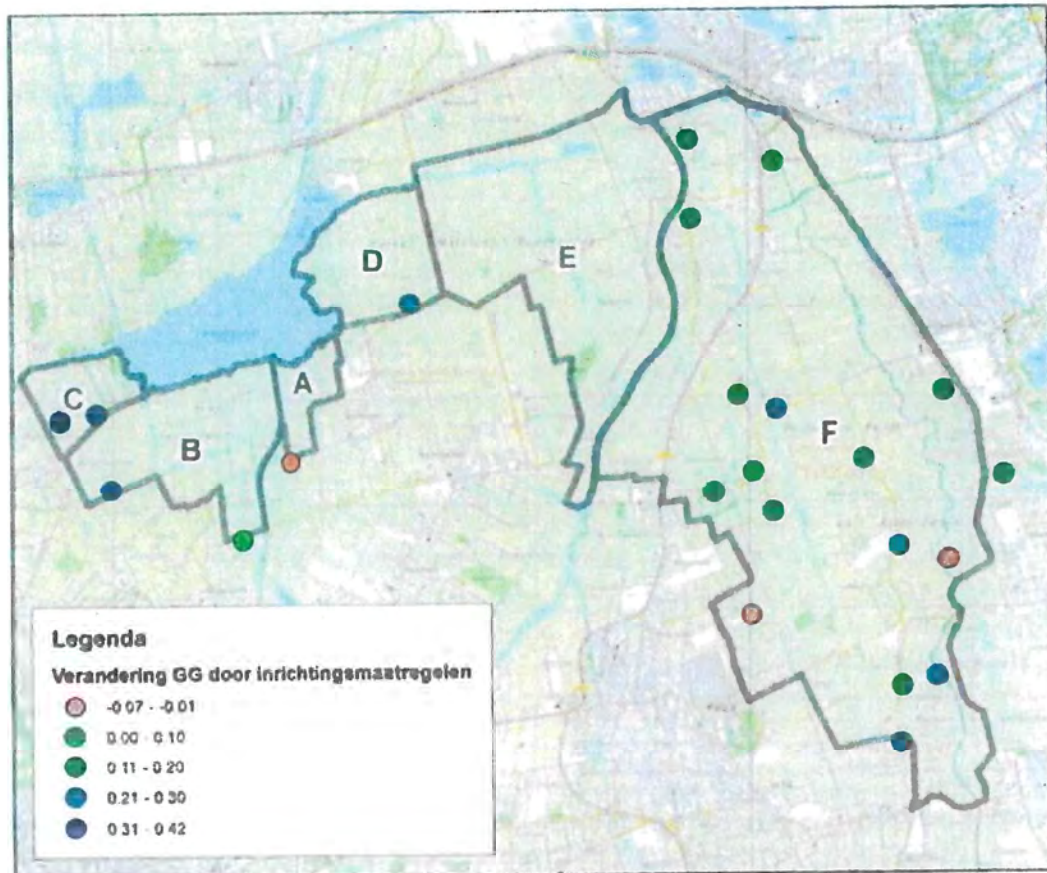 D
E
A
C
B
F
Legenda
Verandering GG door inrichtingsmaatregelen
-0.07 - -0.01
0.00 - 0.10
0.11 - 0.20
0.21 - 0.30
0.31 - 0.42